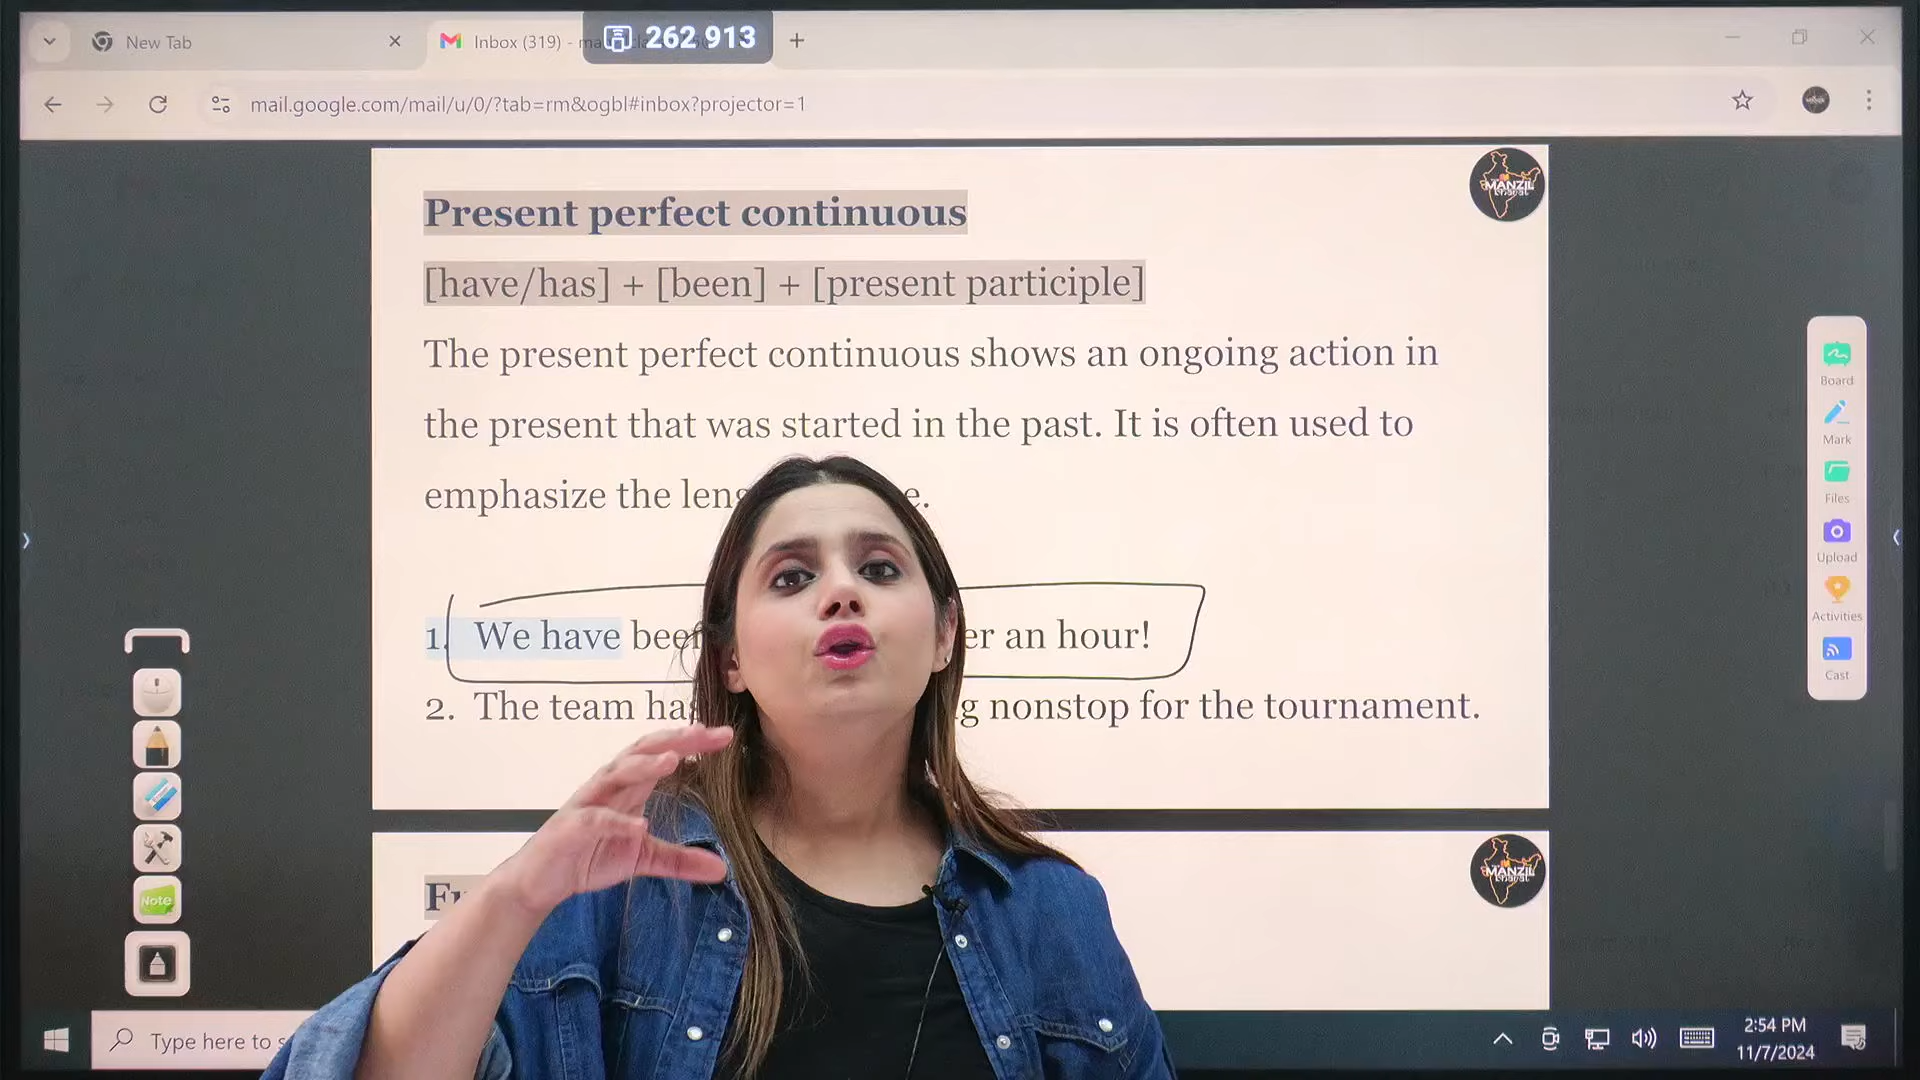 New Tab
Inbox (319) -
262 913
mail.google.com/mail/u/0/?tab=rm&ogbl#inbox?projector=1
MANZIL
Present perfect continuous
[have/has] + [been] + [present participle]
The present perfect continuous shows an ongoing action in
the present that was started in the past. It is often used to
emphasize the
1. We have an hour!
2. The team nonstop for the tournament.
MANZIL
Board
Mark
Files
Upload
Activities
Cast
Note
Type here to
2:54 PM
11/7/2024